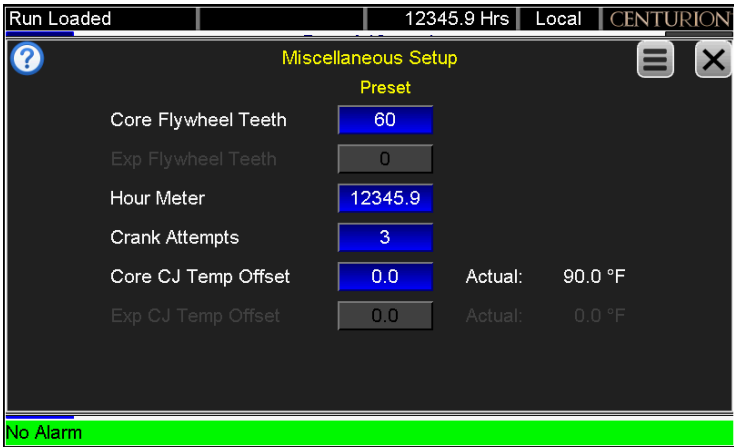 Run Loaded 12345.9 Hrs Local CENTURION
? Miscellaneous Setup
Preset
Core Flywheel Teeth 60
Exp Flywheel Teeth 0
Hour Meter 12345.9
Crank Attempts 3
Core CJ Temp Offset 0.0 Actual: 90.0 °F
Exp CJ Temp Offset 0.0 Actual: 0.0 °F
No Alarm